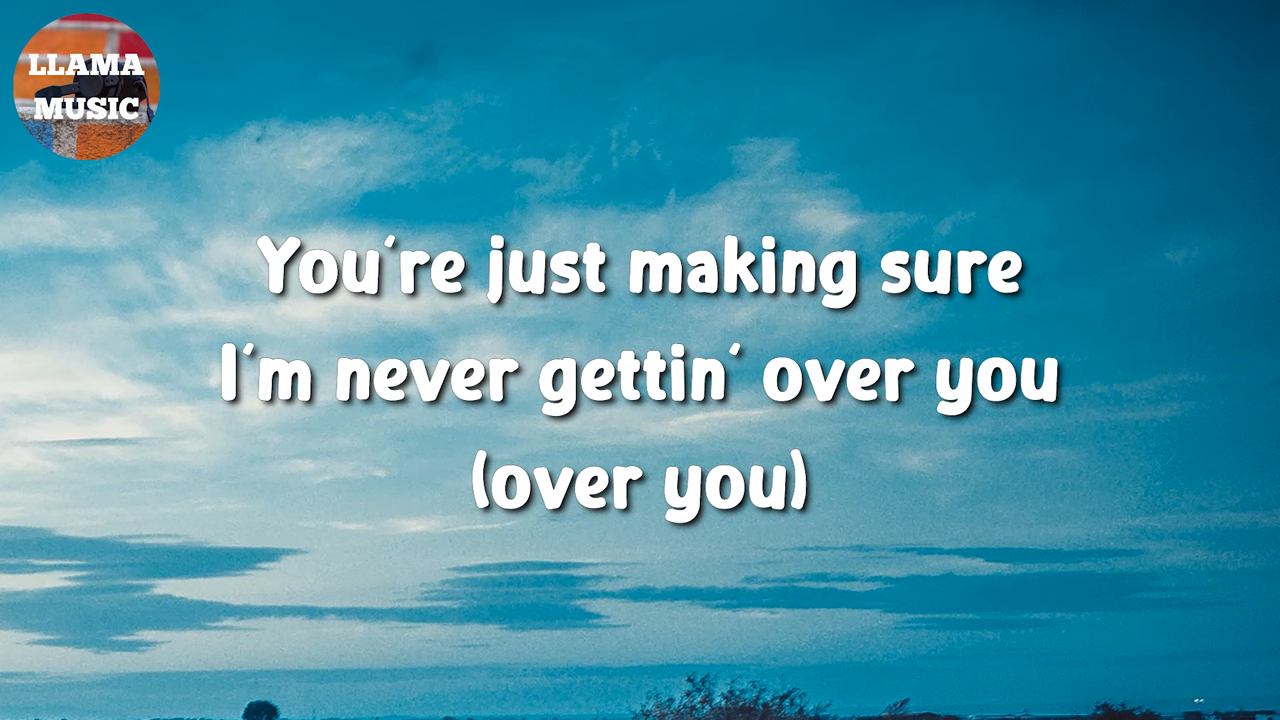 LLAMA
MUSIC
You're just making sure
I'm never gettin' over you
(over you)